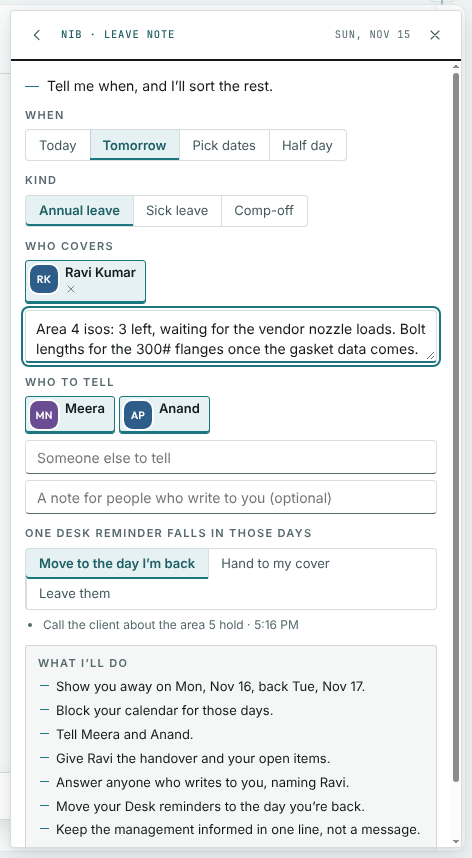 NIB · LEAVE NOTE
SUN, NOV 15
— Tell me when, and I’ll sort the rest.
WHEN
Today
Tomorrow
Pick dates
Half day
KIND
Annual leave
Sick leave
Comp-off
WHO COVERS
RK
Ravi Kumar
×
Area 4 isos: 3 left, waiting for the vendor nozzle loads. Bolt
lengths for the 300# flanges once the gasket data comes.
WHO TO TELL
MN
Meera
AP
Anand
Someone else to tell
A note for people who write to you (optional)
ONE DESK REMINDER FALLS IN THOSE DAYS
Move to the day I’m back
Hand to my cover
Leave them
• Call the client about the area 5 hold · 5:16 PM
WHAT I’LL DO
— Show you away on Mon, Nov 16, back Tue, Nov 17.
— Block your calendar for those days.
— Tell Meera and Anand.
— Give Ravi the handover and your open items.
— Answer anyone who writes to you, naming Ravi.
— Move your Desk reminders to the day you’re back.
— Keep the management informed in one line, not a message.